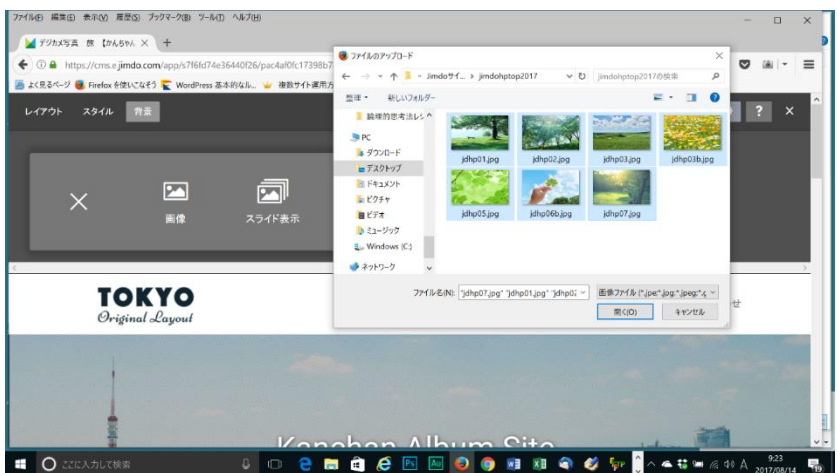 ファイル(F) 編集(E) 表示(V) 履歴(S) ブックマーク(B) ツール(T) ヘルプ(H)
デジカメ写真 旅 【かんちゃん
https://cms.e.jimdo.com/app/s7f6fd74e36440f26/pac4af0fc17398b7
よく見るページ Firefox を使いこなそう WordPress 基本的なル... 複数サイト運用方
レイアウト スタイル 背景
画像 スライド表示
TOKYO
Original Layout
ファイルのアップロード
Jimdoサイ... > jimdohptop2017
jimdohptop2017の検索
整理 新しいフォルダー
論理的思考法レジ
PC
ダウンロード
デスクトップ
ドキュメント
ピクチャ
ビデオ
ミュージック
Windows (C:)
ネットワーク
jdhp01.jpg jdhp02.jpg jdhp03.jpg jdhp03b.jpg
jdhp05.jpg jdhp06b.jpg jdhp07.jpg
ファイル名(N): "jdhp07.jpg" "jdhp01.jpg" "jdhp02
画像ファイル (*.jpe;*.jpg;*.jpeg;*.g
開く(O) キャンセル
せ
Kanchan Album Site
ここに入力して検索
A
9:23
2017/08/14
19